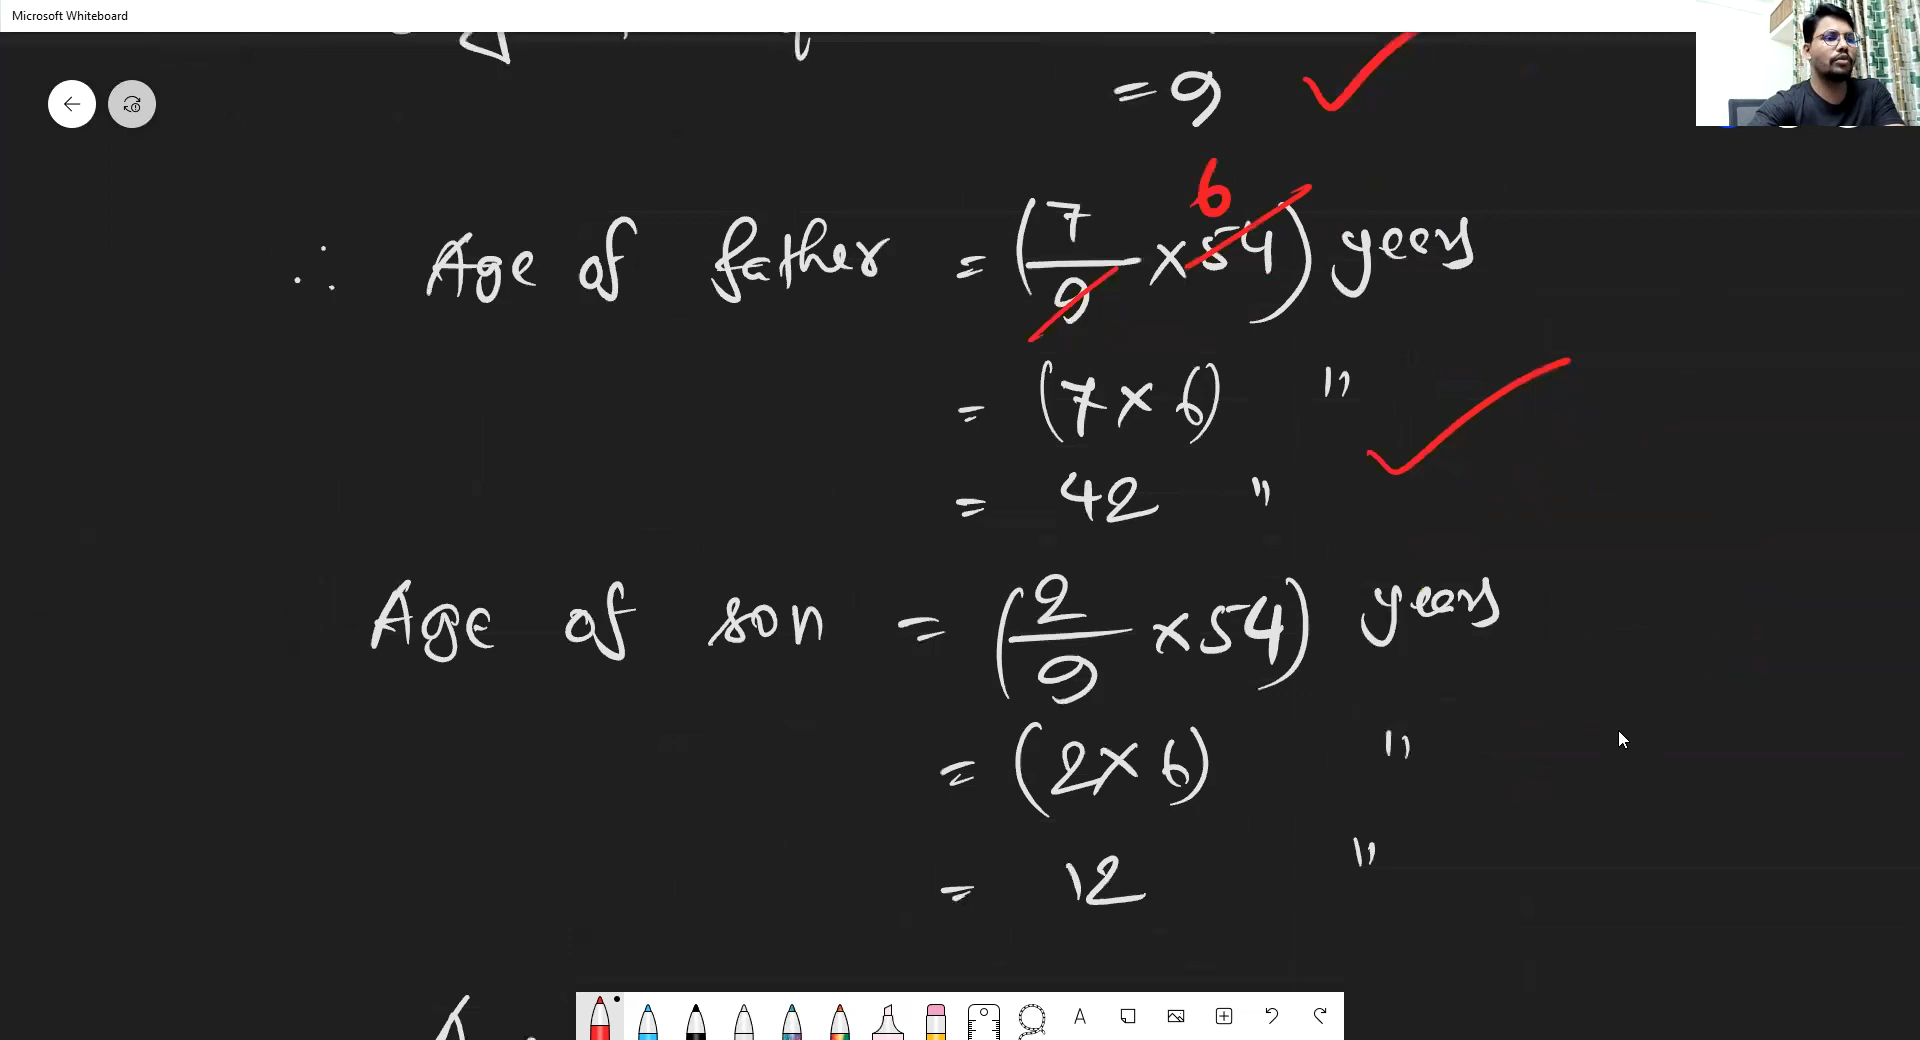 Microsoft Whiteboard
= 9
6
∴ Age of father = (7/9 × 54) years
= (7 × 6) "
= 42 "
Age of son = (2/9 × 54) years
= (2 × 6) "
= 12 "
A